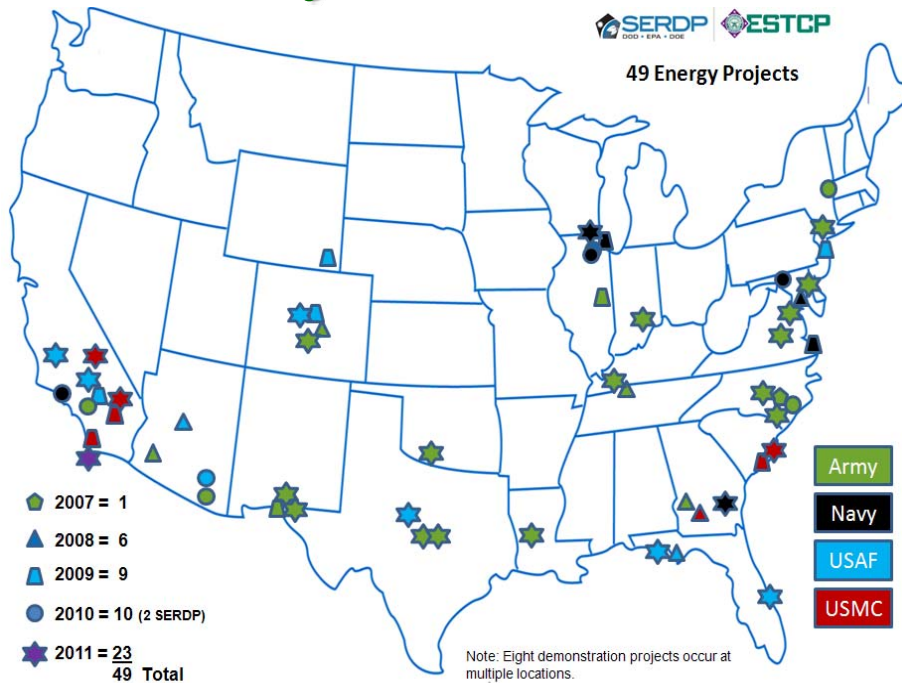 SERDP
DOD • EPA • DOE
ESTCP
49 Energy Projects
Army
Navy
USAF
USMC
2007 = 1
2008 = 6
2009 = 9
2010 = 10 (2 SERDP)
2011 = 23
49 Total
Note: Eight demonstration projects occur at
multiple locations.